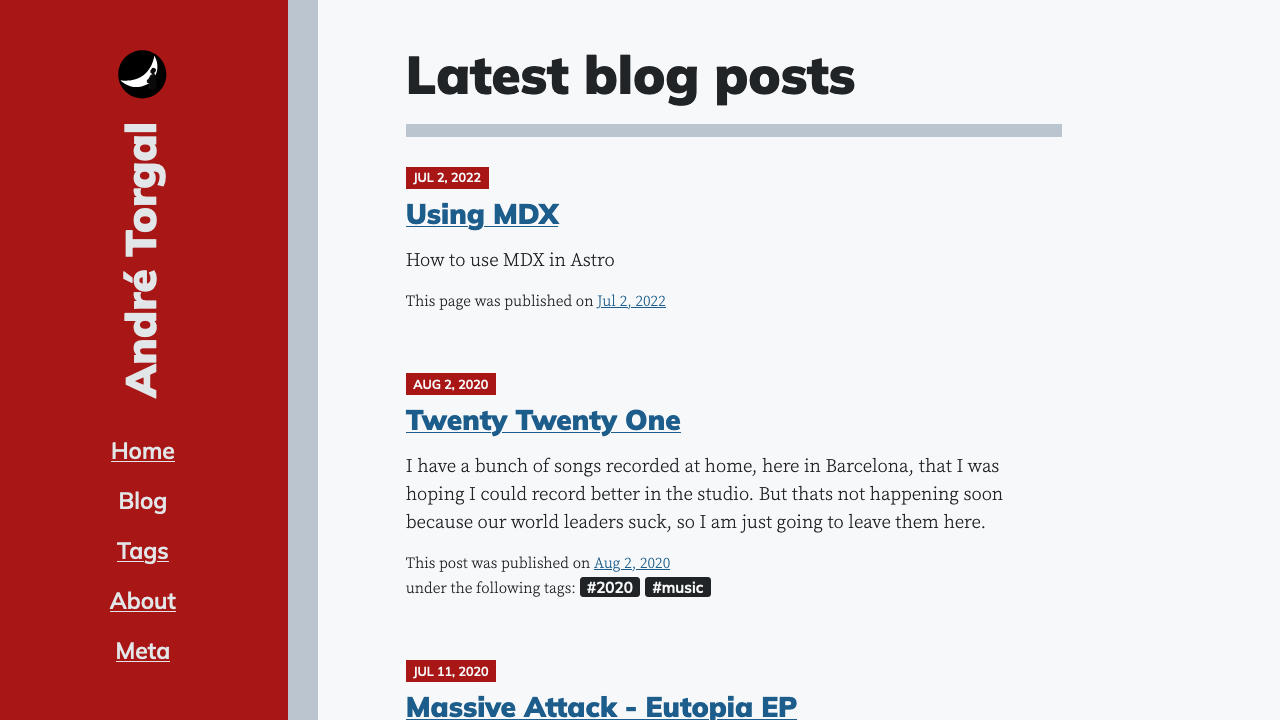 André Torgal
Home
Blog
Tags
About
Meta
Latest blog posts
JUL 2, 2022
Using MDX
How to use MDX in Astro
This page was published on Jul 2, 2022
AUG 2, 2020
Twenty Twenty One
I have a bunch of songs recorded at home, here in Barcelona, that I was
hoping I could record better in the studio. But thats not happening soon
because our world leaders suck, so I am just going to leave them here.
This post was published on Aug 2, 2020
under the following tags: #2020 #music
JUL 11, 2020
Massive Attack - Eutopia EP